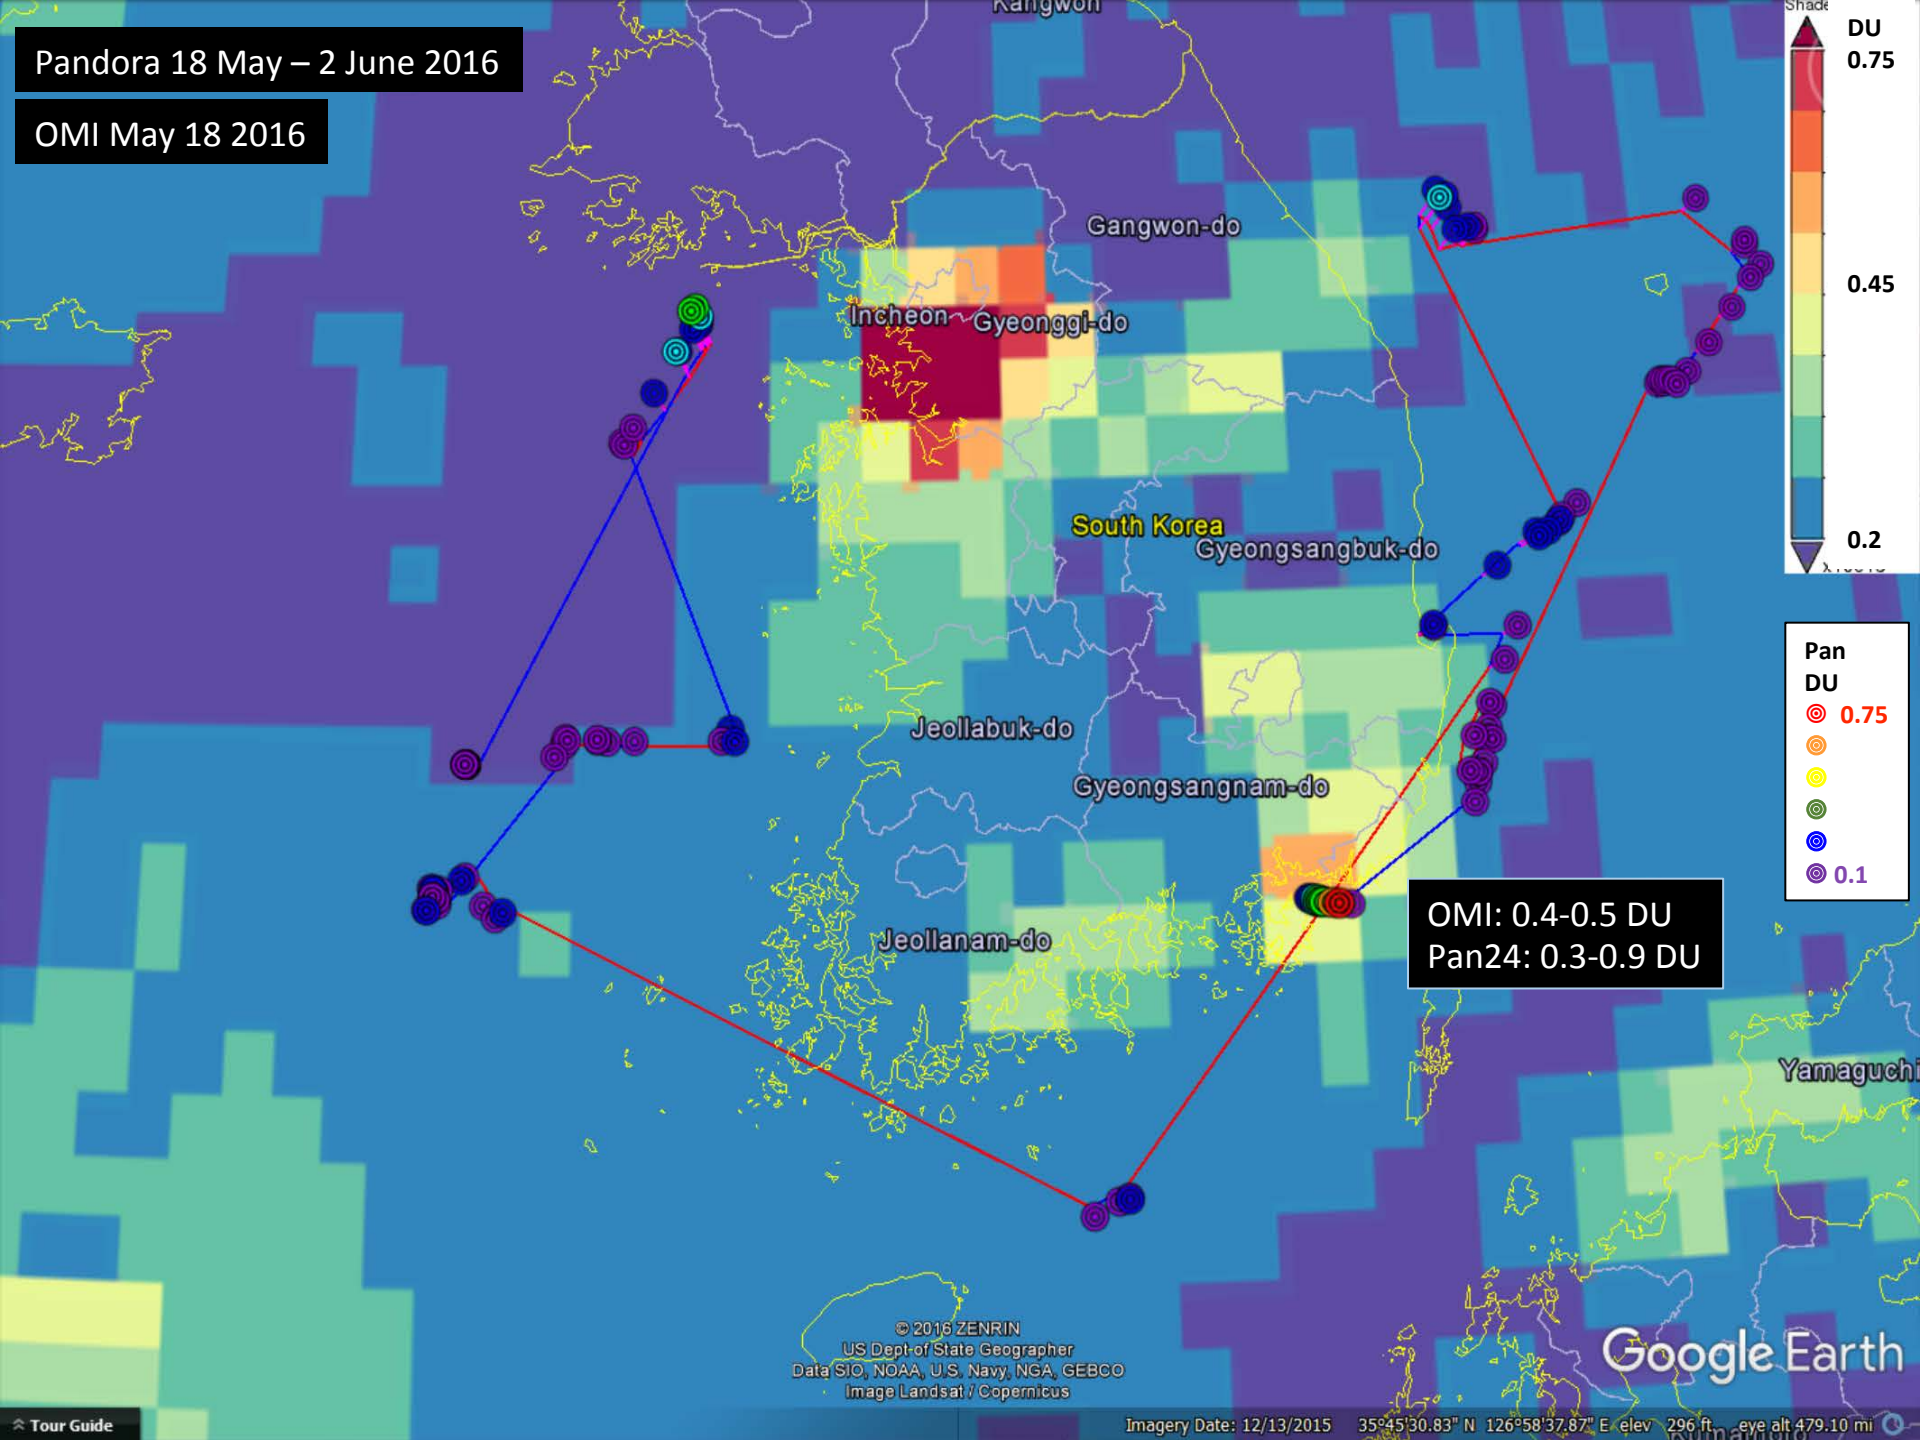 Kangwon
Shade
Pandora 18 May – 2 June 2016
OMI May 18 2016
DU
0.75
0.45
0.2
Gangwon-do
Incheon
Gyeonggi-do
South Korea
Gyeongsangbuk-do
Jeollabuk-do
Gyeongsangnam-do
Jeollanam-do
Pan
DU
0.75
0.1
OMI: 0.4-0.5 DU
Pan24: 0.3-0.9 DU
Yamaguchi
© 2016 ZENRIN
US Dept of State Geographer
Data SIO, NOAA, U.S. Navy, NGA, GEBCO
Image Landsat / Copernicus
Google Earth
Tour Guide
Imagery Date: 12/13/2015 35°45'30.83" N 126°58'37.87" E elev 296 ft eye alt 479.10 mi
Kumamoto